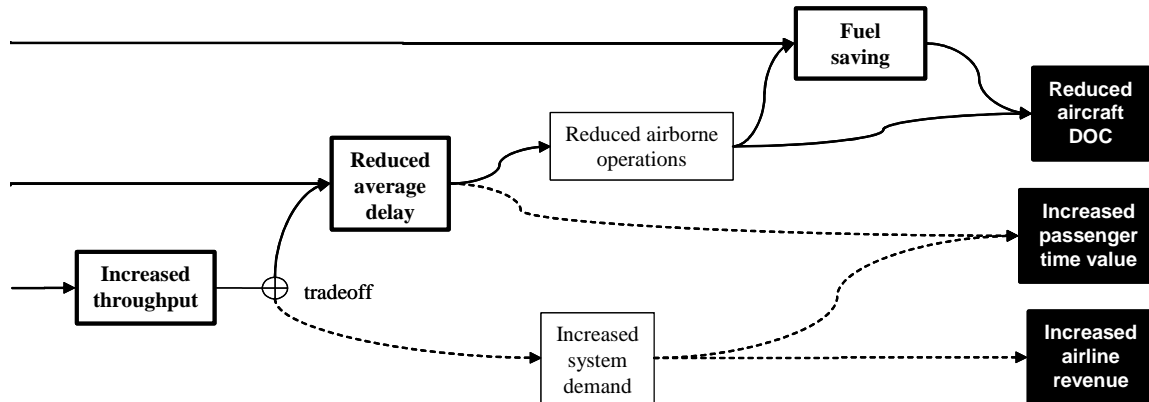 Fuel
saving
Reduced
aircraft
DOC
Reduced airborne
operations
Reduced
average
delay
Increased
passenger
time value
Increased
throughput
tradeoff
Increased
system
demand
Increased
airline
revenue